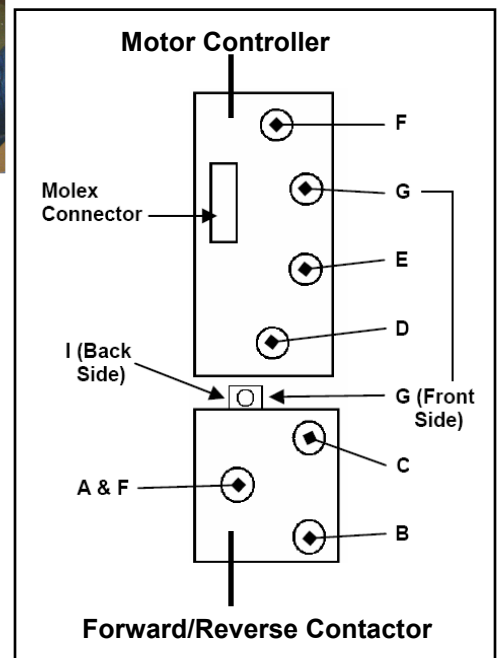 Motor Controller
F
Molex
Connector
G
E
D
I (Back
Side)
G (Front
Side)
C
A & F
B
Forward/Reverse Contactor